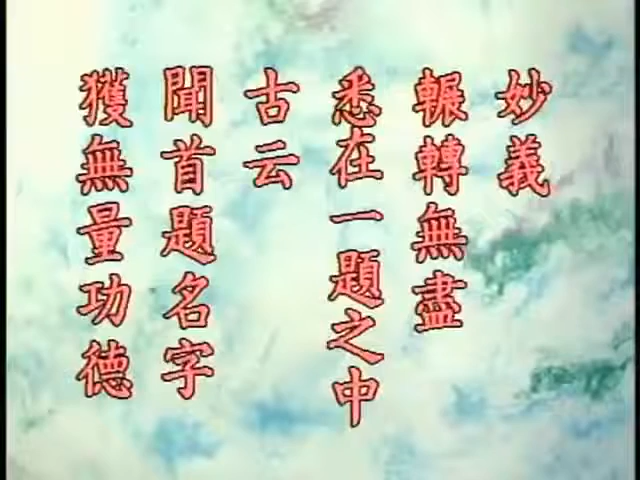 妙義
輾轉無盡
悉在一題之中
古云
聞首題名字
獲無量功德